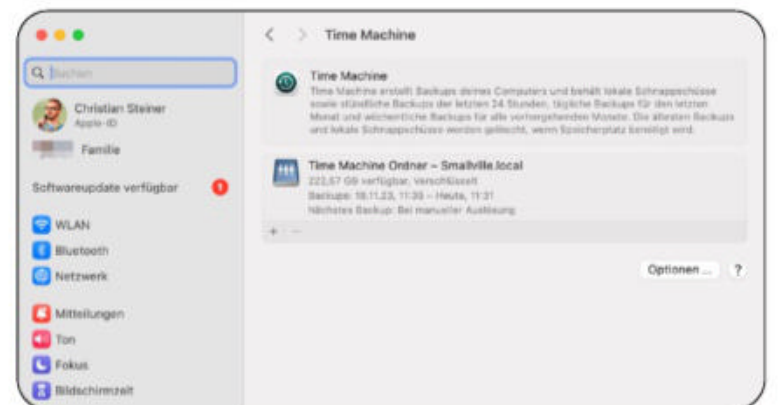 Time Machine
Suchen
Christian Steiner
Apple-ID
Familie
Softwareupdate verfügbar
1
WLAN
Bluetooth
Netzwerk
Mitteilungen
Ton
Fokus
Bildschirmzeit
Time Machine
Time Machine erstellt Backups deines Computers und behält lokale Schnappschüsse
sowie stündliche Backups der letzten 24 Stunden, tägliche Backups für den letzten
Monat und wöchentliche Backups für alle vorhergehenden Monate. Die ältesten Backups
und lokale Schnappschüsse werden gelöscht, wenn Speicherplatz benötigt wird.
Time Machine Ordner – Smallville.local
222,67 GB verfügbar, Verschlüsselt
Backups: 18.11.23, – Heute, 11:31
Nächstes Backup: Bei manueller Auslösung
+ −
Optionen ...
?